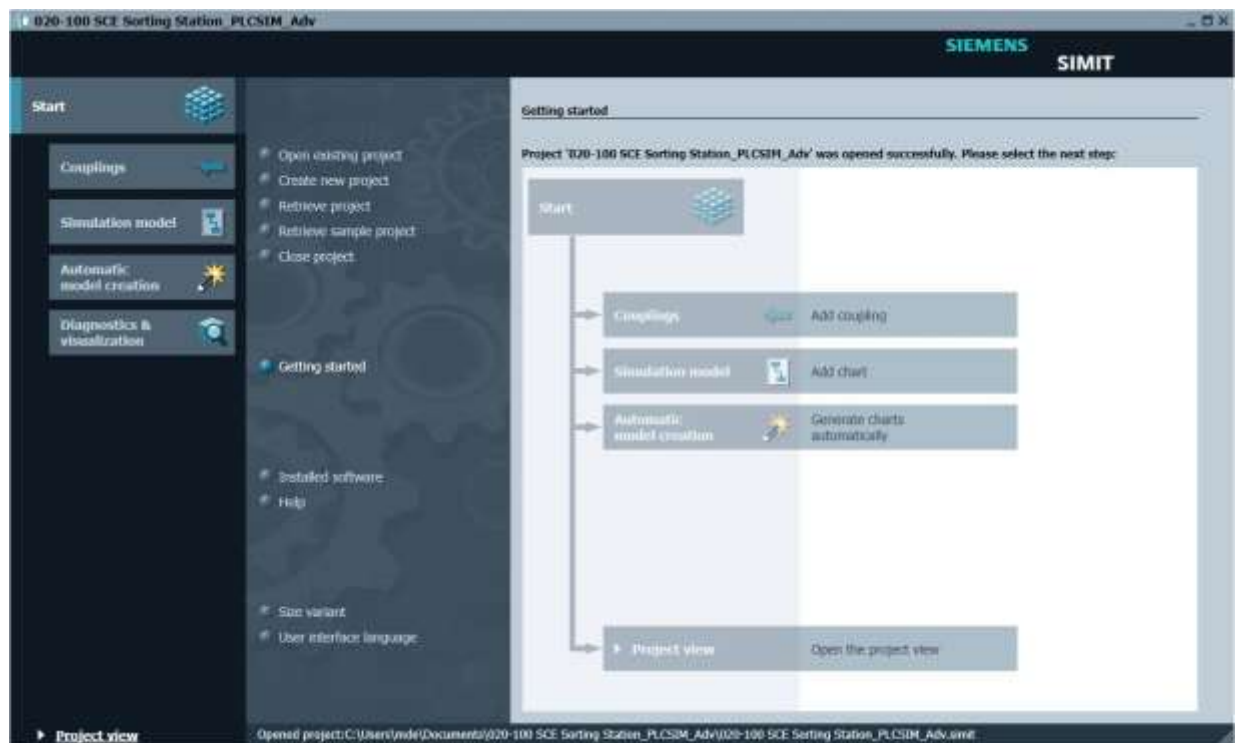 020-100 SCE Sorting Station_PLCSIM_Adv
SIEMENS
SIMIT
Start
Couplings
Simulation model
Automatic
model creation
Diagnostics &
visualization
Open existing project
Create new project
Retrieve project
Retrieve sample project
Close project
Getting started
Installed software
Help
Size variant
User interface language
Getting started
Project '020-100 SCE Sorting Station_PLCSIM_Adv' was opened successfully. Please select the next step:
Start
Couplings
Add coupling
Simulation model
Add chart
Automatic
model creation
Generate charts
automatically
Project view
Open the project view
Project view
Opened project:C:\Users\mde\Documents\020-100 SCE Sorting Station_PLCSIM_Adv\020-100 SCE Sorting Station_PLCSIM_Adv.simit